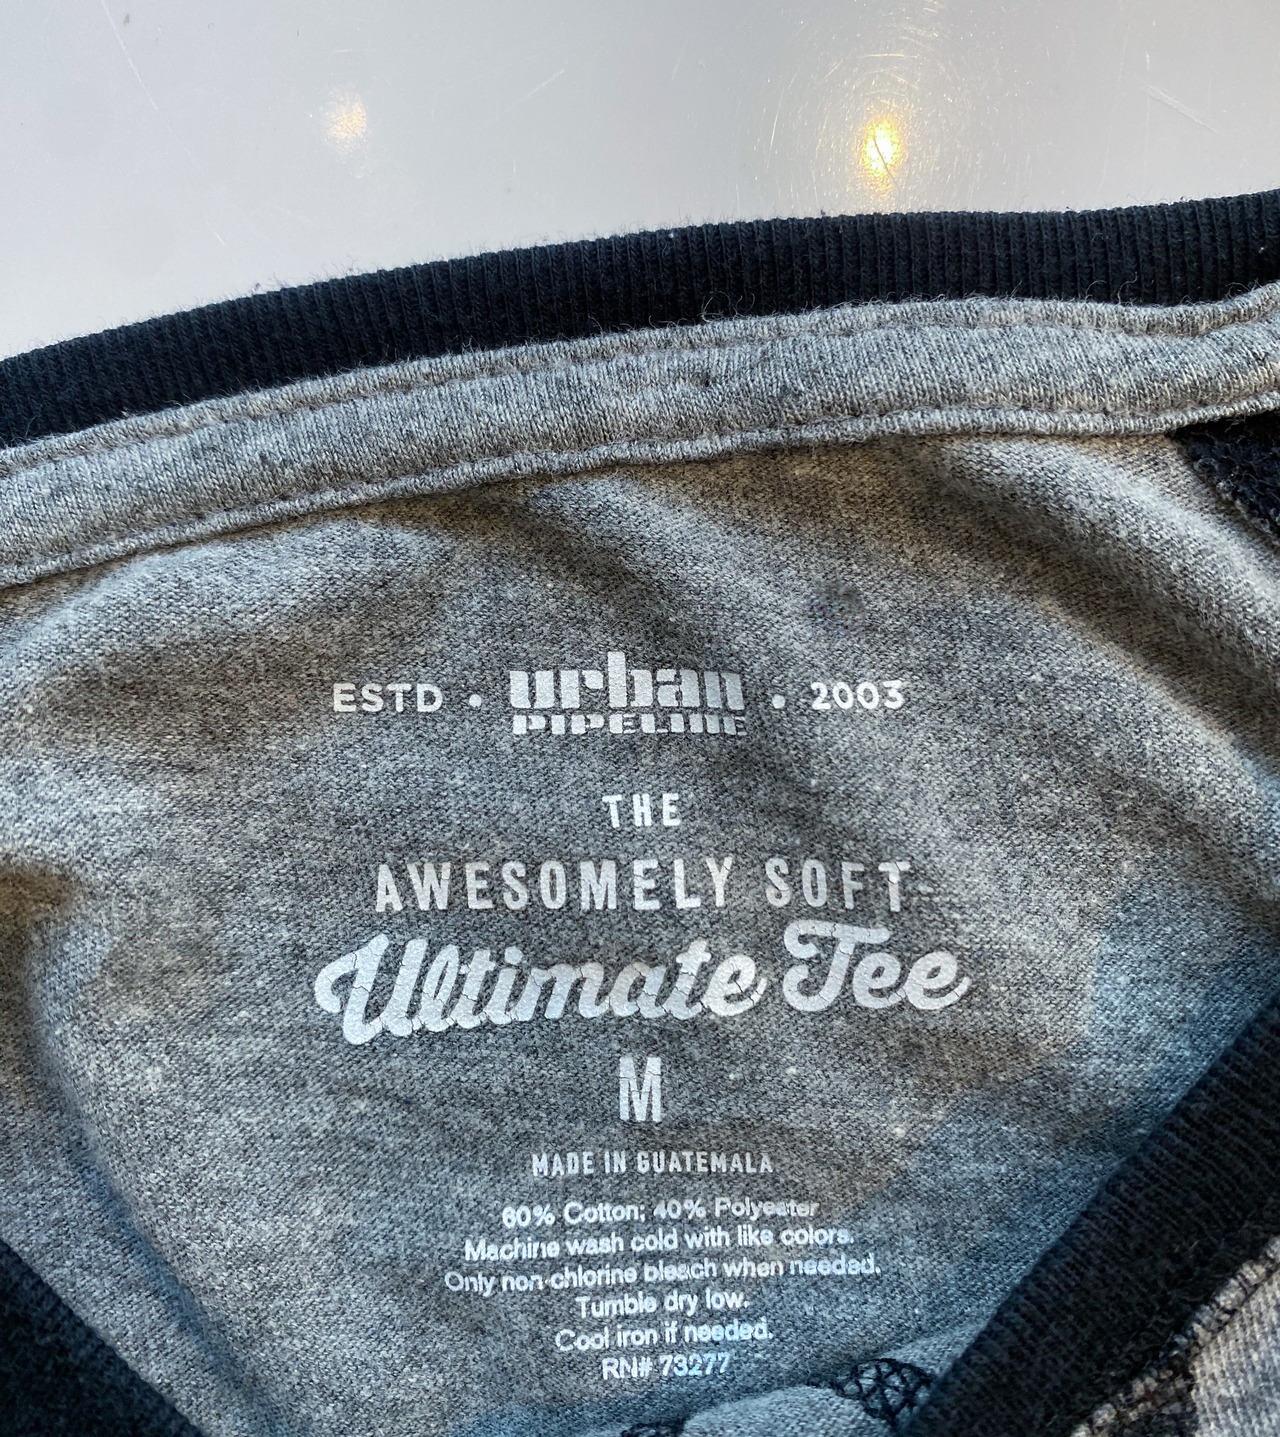 ESTD • urban • 2003
PIPELINE
THE
AWESOMELY SOFT
Ultimate Tee
M
MADE IN GUATEMALA
60% Cotton; 40% Polyester
Machine wash cold with like colors.
Only non-chlorine bleach when needed.
Tumble dry low.
Cool iron if needed.
RN# 73277